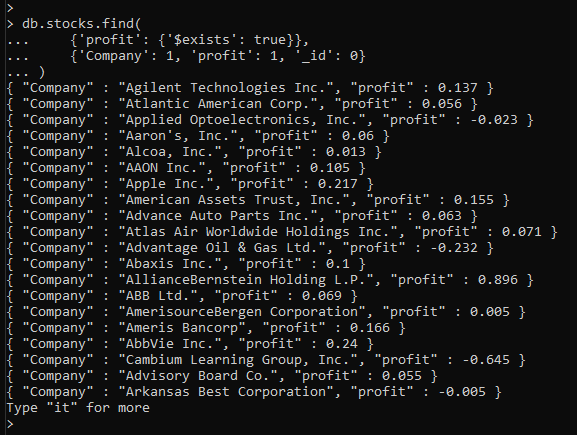 >
> db.stocks.find(
...     {'profit': {'$exists': true}},
...     {'Company': 1, 'profit': 1, '_id': 0}
... )
{ "Company" : "Agilent Technologies Inc.", "profit" : 0.137 }
{ "Company" : "Atlantic American Corp.", "profit" : 0.056 }
{ "Company" : "Applied Optoelectronics, Inc.", "profit" : -0.023 }
{ "Company" : "Aaron's, Inc.", "profit" : 0.06 }
{ "Company" : "Alcoa, Inc.", "profit" : 0.013 }
{ "Company" : "AAON Inc.", "profit" : 0.105 }
{ "Company" : "Apple Inc.", "profit" : 0.217 }
{ "Company" : "American Assets Trust, Inc.", "profit" : 0.155 }
{ "Company" : "Advance Auto Parts Inc.", "profit" : 0.063 }
{ "Company" : "Atlas Air Worldwide Holdings Inc.", "profit" : 0.071 }
{ "Company" : "Advantage Oil & Gas Ltd.", "profit" : -0.232 }
{ "Company" : "Abaxis Inc.", "profit" : 0.1 }
{ "Company" : "AllianceBernstein Holding L.P.", "profit" : 0.896 }
{ "Company" : "ABB Ltd.", "profit" : 0.069 }
{ "Company" : "AmerisourceBergen Corporation", "profit" : 0.005 }
{ "Company" : "Ameris Bancorp", "profit" : 0.166 }
{ "Company" : "AbbVie Inc.", "profit" : 0.24 }
{ "Company" : "Cambium Learning Group, Inc.", "profit" : -0.645 }
{ "Company" : "Advisory Board Co.", "profit" : 0.055 }
{ "Company" : "Arkansas Best Corporation", "profit" : -0.005 }
Type "it" for more
>